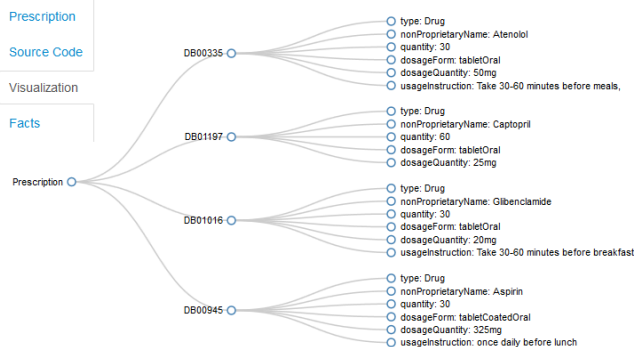 Prescription
Source Code
Visualization
Facts
Prescription
DB00335
type: Drug
nonProprietaryName: Atenolol
quantity: 30
dosageForm: tabletOral
dosageQuantity: 50mg
usageInstruction: Take 30-60 minutes before meals,
DB01197
type: Drug
nonProprietaryName: Captopril
quantity: 60
dosageForm: tabletOral
dosageQuantity: 25mg
DB01016
type: Drug
nonProprietaryName: Glibenclamide
quantity: 30
dosageForm: tabletOral
dosageQuantity: 20mg
usageInstruction: Take 30-60 minutes before breakfast
DB00945
type: Drug
nonProprietaryName: Aspirin
quantity: 30
dosageForm: tabletCoatedOral
dosageQuantity: 325mg
usageInstruction: once daily before lunch